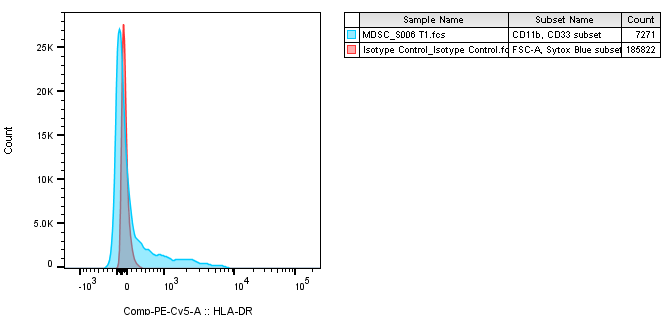 Sample Name Subset Name Count
MDSC_S006 T1.fcs CD11b, CD33 subset 7271
Isotype Control_Isotype Control.fc FSC-A, Sytox Blue subset 185822
25K
20K
15K
10K
5.0K
0
Count
-10³ 0 10³ 10⁴ 10⁵
Comp-PE-Cy5-A :: HLA-DR